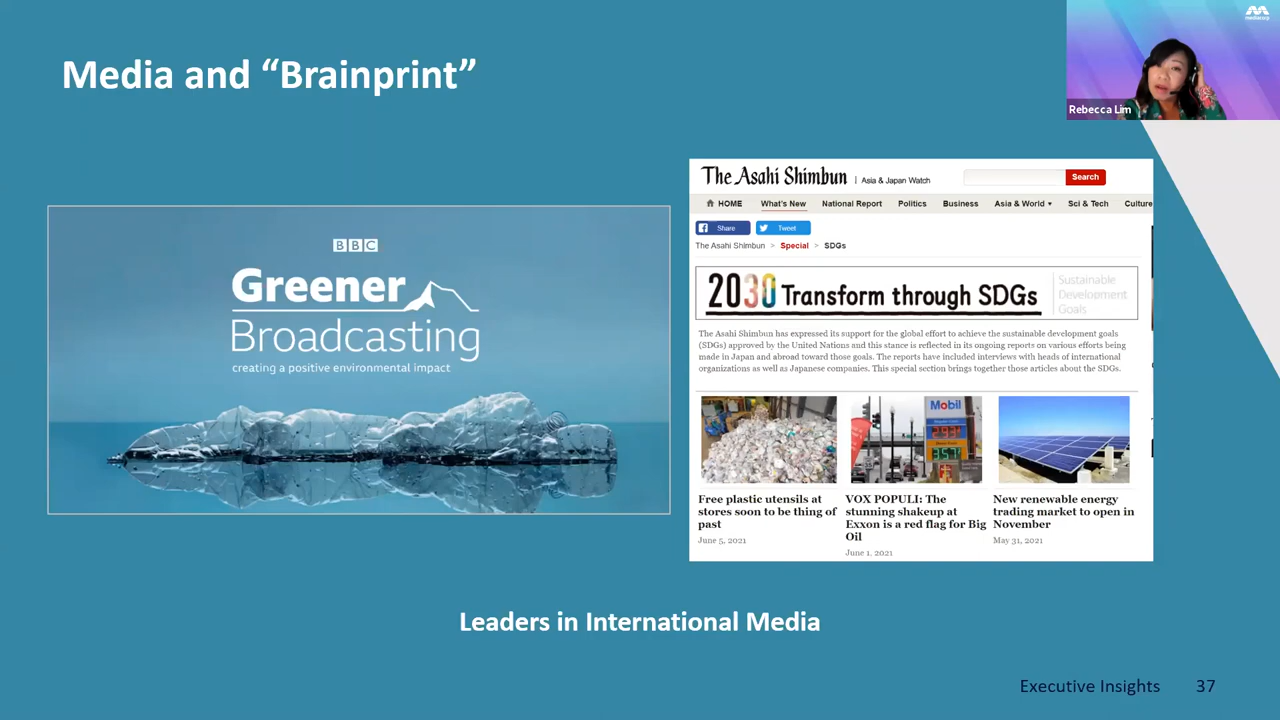 Media and “Brainprint”
mediacorp
Rebecca Lim
BBC
Greener
Broadcasting
creating a positive environmental impact
The Asahi Shimbun | Asia & Japan Watch
Search
HOME What's New National Report Politics Business Asia & World Sci & Tech Culture
Share Tweet
The Asahi Shimbun > Special > SDGs
2030 Transform through SDGs
Sustainable
Development
Goals
The Asahi Shimbun has expressed its support for the global effort to achieve the sustainable development goals
(SDGs) approved by the United Nations and this stance is reflected in its ongoing reports on various efforts being
made in Japan and abroad toward those goals. The reports have included interviews with heads of international
organizations as well as Japanese companies. This special section brings together those articles about the SDGs.
Mobil
Free plastic utensils at
stores soon to be thing of
past
June 5, 2021
VOX POPULI: The
stunning shakeup at
Exxon is a red flag for Big
Oil
June 1, 2021
New renewable energy
trading market to open in
November
May 31, 2021
Leaders in International Media
Executive Insights 37